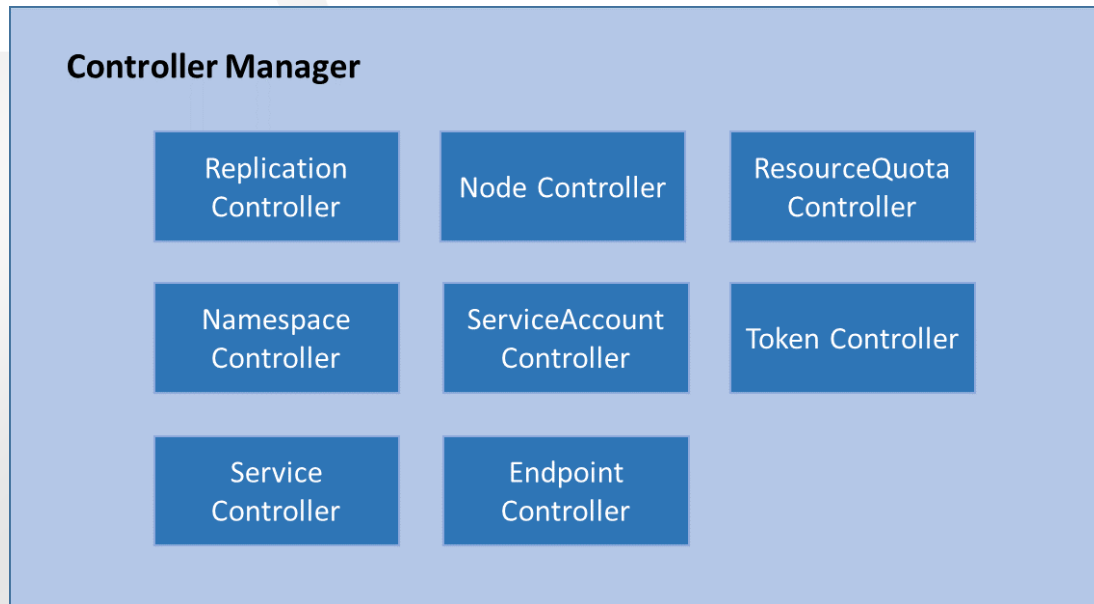 Controller Manager
Replication
Controller
Node Controller
ResourceQuota
Controller
Namespace
Controller
ServiceAccount
Controller
Token Controller
Service
Controller
Endpoint
Controller